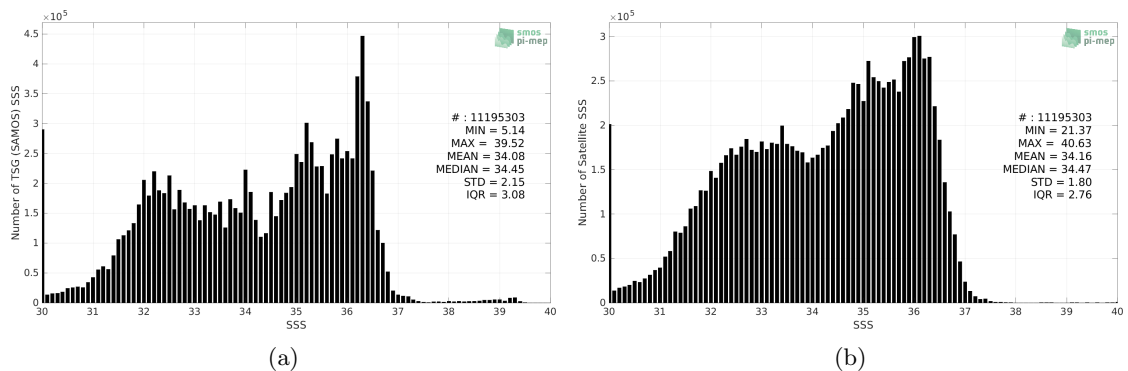 ×10⁵
4.5
4
3.5
3
2.5
2
1.5
1
0.5
0
Number of TSG (SAMOS) SSS
30 31 32 33 34 35 36 37 38 39 40
SSS
smos
pi-mep
# : 11195303
MIN = 5.14
MAX = 39.52
MEAN = 34.08
MEDIAN = 34.45
STD = 2.15
IQR = 3.08
(a)
×10⁵
3
2.5
2
1.5
1
0.5
0
Number of Satellite SSS
30 31 32 33 34 35 36 37 38 39 40
SSS
smos
pi-mep
# : 11195303
MIN = 21.37
MAX = 40.63
MEAN = 34.16
MEDIAN = 34.47
STD = 1.80
IQR = 2.76
(b)